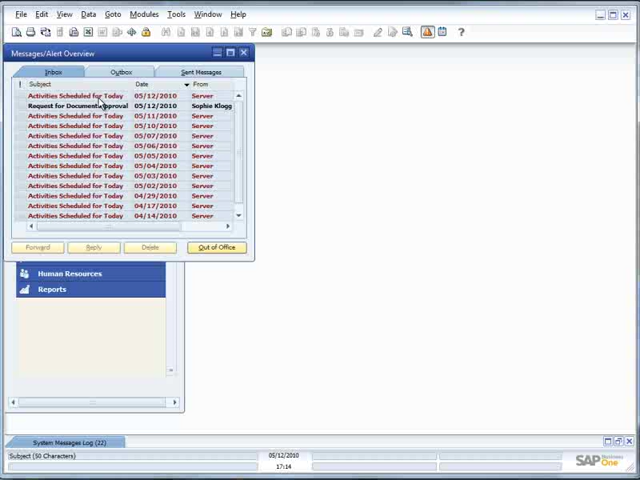 File Edit View Data Goto Modules Tools Window Help
Messages/Alert Overview
Inbox Outbox Sent Messages
! Subject Date From
Activities Scheduled for Today 05/12/2010 Server
Request for Document Approval 05/12/2010 Sophie Klogg
Activities Scheduled for Today 05/11/2010 Server
Activities Scheduled for Today 05/10/2010 Server
Activities Scheduled for Today 05/07/2010 Server
Activities Scheduled for Today 05/06/2010 Server
Activities Scheduled for Today 05/05/2010 Server
Activities Scheduled for Today 05/04/2010 Server
Activities Scheduled for Today 05/03/2010 Server
Activities Scheduled for Today 05/02/2010 Server
Activities Scheduled for Today 04/29/2010 Server
Activities Scheduled for Today 04/17/2010 Server
Activities Scheduled for Today 04/14/2010 Server
Forward Reply Delete Out of Office
Human Resources
Reports
System Messages Log (22)
Subject (50 Characters) 05/12/2010
17:14
SAP Business One